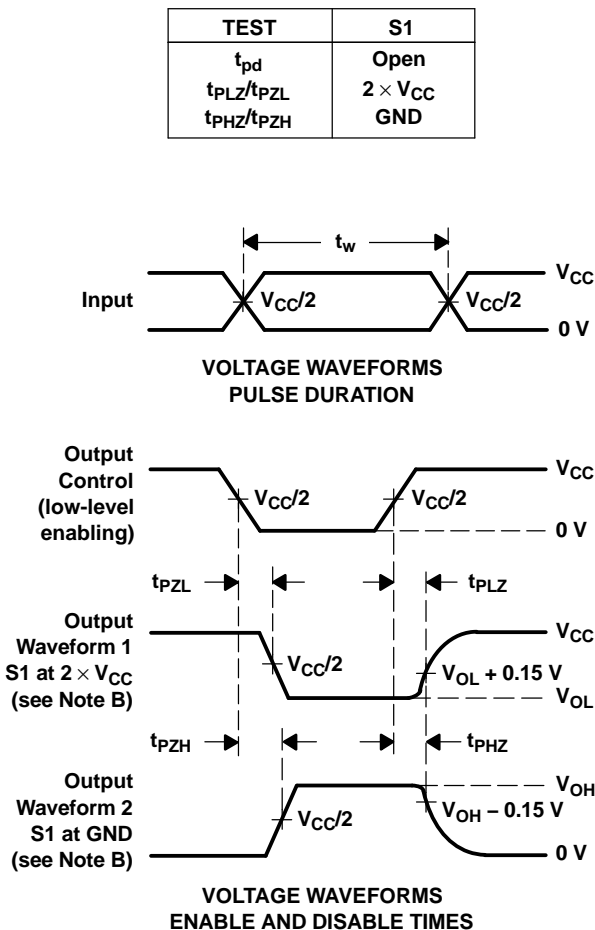 TEST S1
tpd Open
tPLZ/tPZL 2 × VCC
tPHZ/tPZH GND
tw
VCC
Input
VCC/2 VCC/2
0 V
VOLTAGE WAVEFORMS
PULSE DURATION
Output
Control
(low-level
enabling)
VCC
VCC/2 VCC/2
0 V
tPZL tPLZ
Output
Waveform 1
S1 at 2 × VCC
(see Note B)
VCC
VCC/2
VOL + 0.15 V
VOL
tPZH tPHZ
Output
Waveform 2
S1 at GND
(see Note B)
VOH
VCC/2
VOH – 0.15 V
0 V
VOLTAGE WAVEFORMS
ENABLE AND DISABLE TIMES